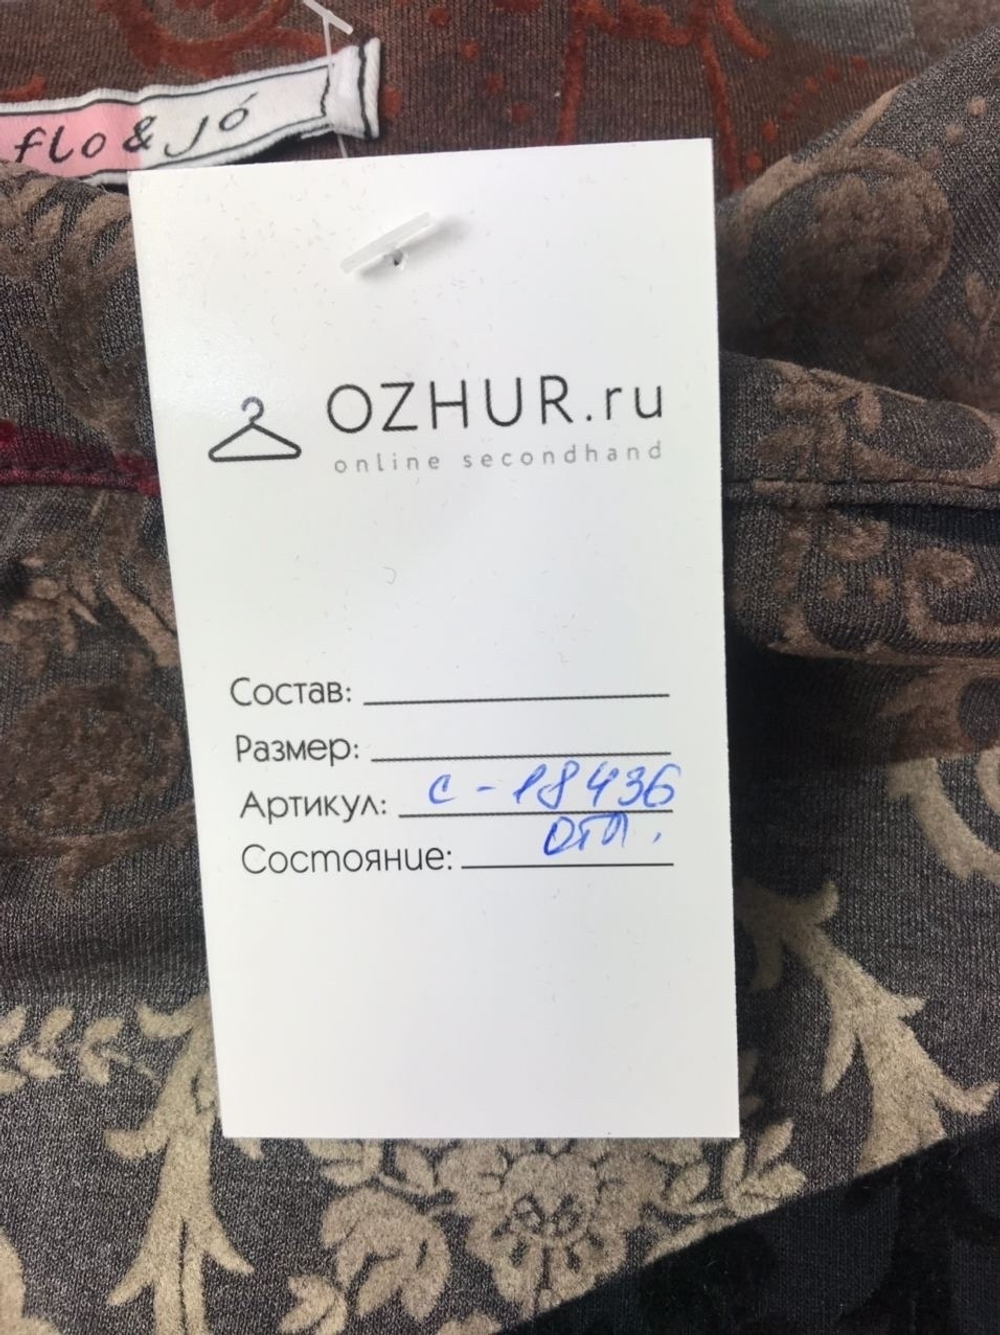 flo & jó
OZHUR.ru
online secondhand
Состав:
Размер:
Артикул: с-18436
Состояние: отл.